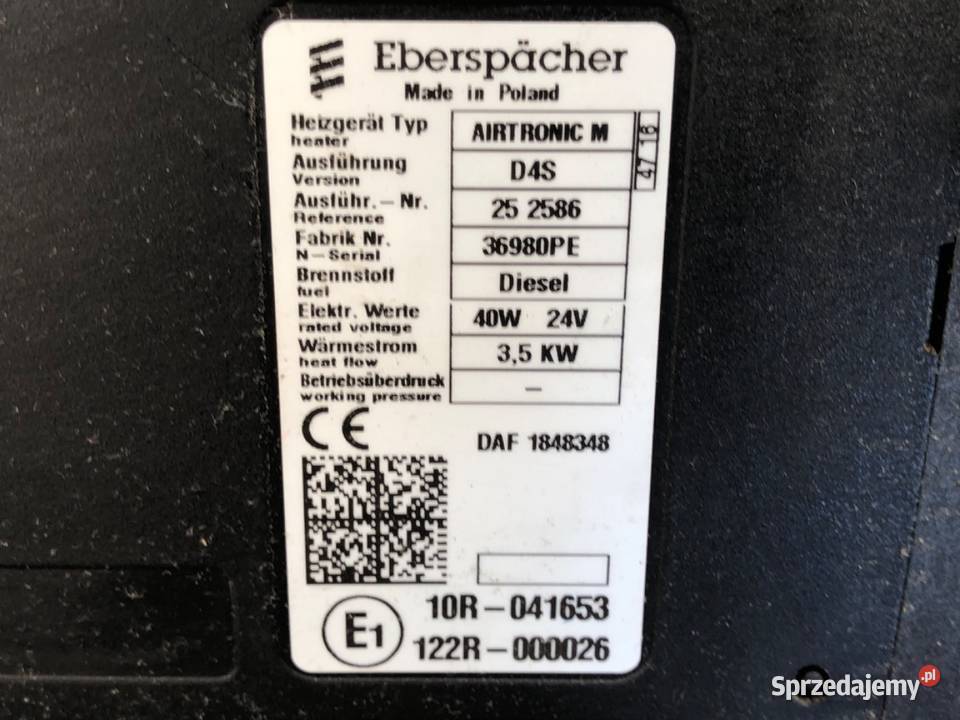 Eberspächer
Made in Poland
Heizgerät Typ
heater
AIRTRONIC M
47 16
Ausführung
Version
D4S
Ausführ.-Nr.
Reference
25 2586
Fabrik Nr.
N-Serial
36980PE
Brennstoff
fuel
Diesel
Elektr. Werte
rated voltage
40W 24V
Wärmestrom
heat flow
3,5 KW
Betriebsüberdruck
working pressure
-
CE
DAF 1848348
E1
10R-041653
122R-000026
Sprzedajemy.pl